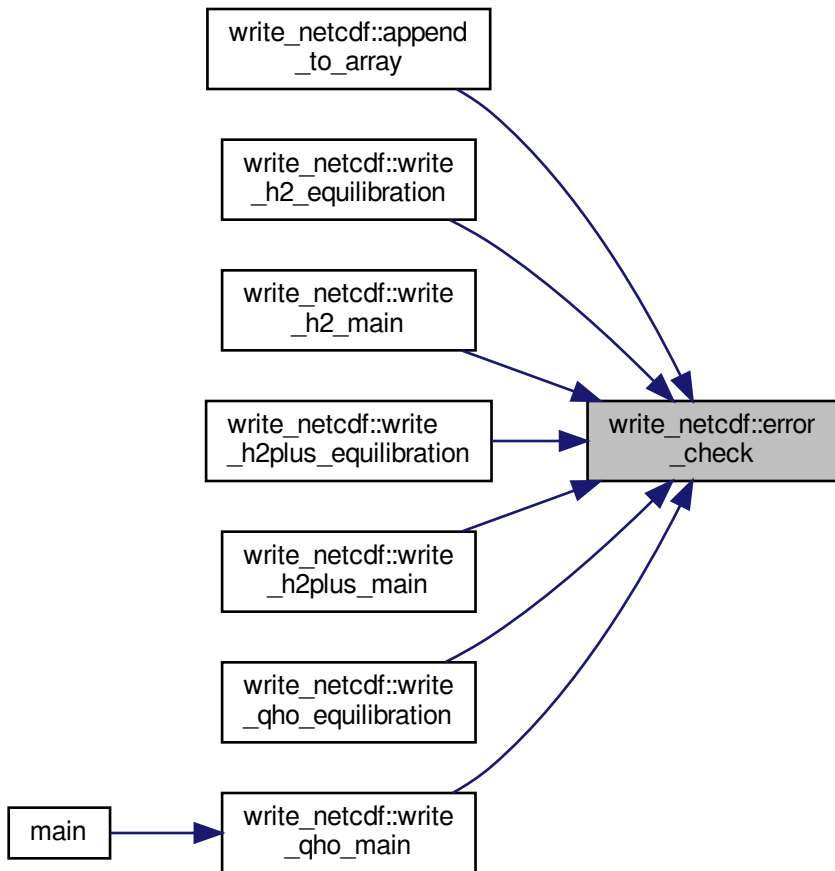 write_netcdf::append
_to_array
write_netcdf::write
_h2_equilibration
write_netcdf::write
_h2_main
write_netcdf::write
_h2plus_equilibration
write_netcdf::error
_check
write_netcdf::write
_h2plus_main
write_netcdf::write
_qho_equilibration
main
write_netcdf::write
_qho_main